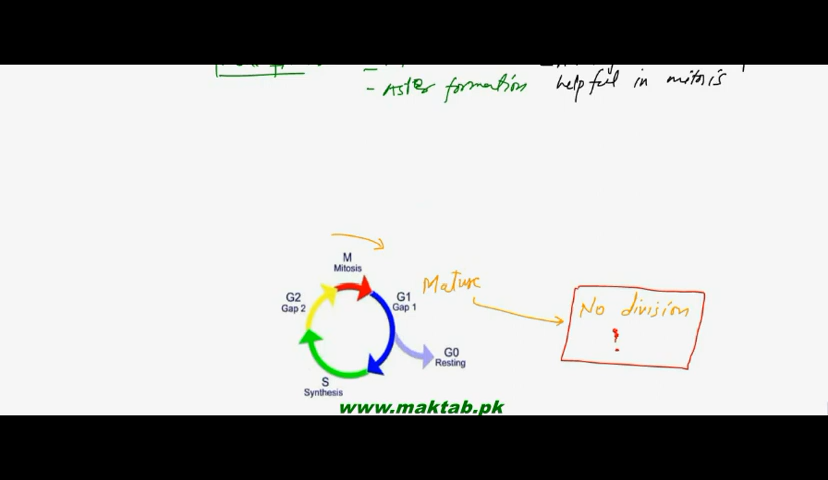 - Aster formation
helpful in mitosis
M
Mitosis
G2
Gap 2
G1
Gap 1
Mature
No division
!
G0
Resting
S
Synthesis
www.maktab.pk